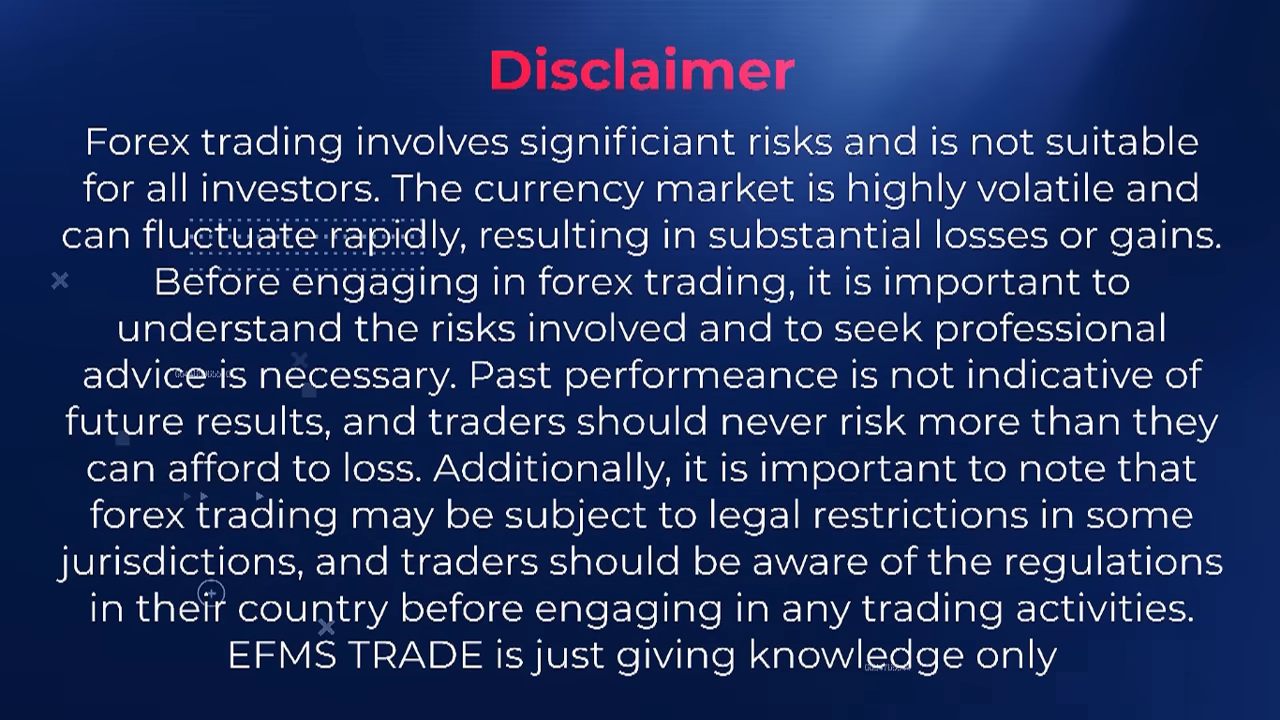 Disclaimer
Forex trading involves significiant risks and is not suitable
for all investors. The currency market is highly volatile and
can fluctuate rapidly, resulting in substantial losses or gains.
Before engaging in forex trading, it is important to
understand the risks involved and to seek professional
advice is necessary. Past performeance is not indicative of
future results, and traders should never risk more than they
can afford to loss. Additionally, it is important to note that
forex trading may be subject to legal restrictions in some
jurisdictions, and traders should be aware of the regulations
in their country before engaging in any trading activities.
EFMS TRADE is just giving knowledge only